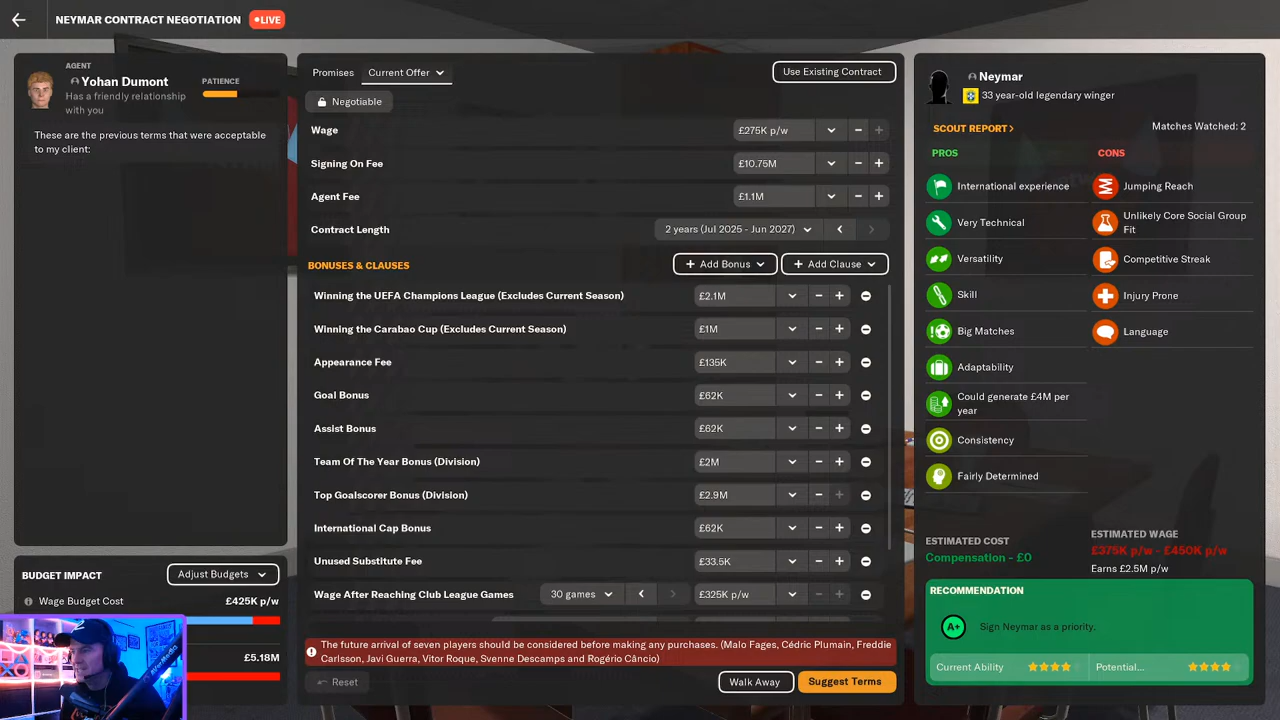 NEYMAR CONTRACT NEGOTIATION
LIVE
AGENT
Yohan Dumont
PATIENCE
Has a friendly relationship
with you
These are the previous terms that were acceptable
to my client:
BUDGET IMPACT
Adjust Budgets
Wage Budget Cost
£425K p/w
£5.18M
Promises
Current Offer
Use Existing Contract
Negotiable
Wage
£275K p/w
Signing On Fee
£10.75M
Agent Fee
£1.1M
Contract Length
2 years (Jul 2025 - Jun 2027)
BONUSES & CLAUSES
+ Add Bonus
+ Add Clause
Winning the UEFA Champions League (Excludes Current Season)
£2.1M
Winning the Carabao Cup (Excludes Current Season)
£1M
Appearance Fee
£135K
Goal Bonus
£62K
Assist Bonus
£62K
Team Of The Year Bonus (Division)
£2M
Top Goalscorer Bonus (Division)
£2.9M
International Cap Bonus
£62K
Unused Substitute Fee
£33.5K
Wage After Reaching Club League Games
30 games
£325K p/w
The future arrival of seven players should be considered before making any purchases. (Malo Fages, Cédric Plumain, Freddie
Carlsson, Javi Guerra, Vitor Roque, Svenne Descamps and Rogério Câncio)
Reset
Walk Away
Suggest Terms
Neymar
33 year-old legendary winger
SCOUT REPORT >
Matches Watched: 2
PROS
International experience
Very Technical
Versatility
Skill
Big Matches
Adaptability
Could generate £4M per
year
Consistency
Fairly Determined
CONS
Jumping Reach
Unlikely Core Social Group
Fit
Competitive Streak
Injury Prone
Language
ESTIMATED COST
Compensation - £0
ESTIMATED WAGE
£375K p/w - £450K p/w
Earns £2.5M p/w
RECOMMENDATION
A+
Sign Neymar as a priority.
Current Ability
Potential...